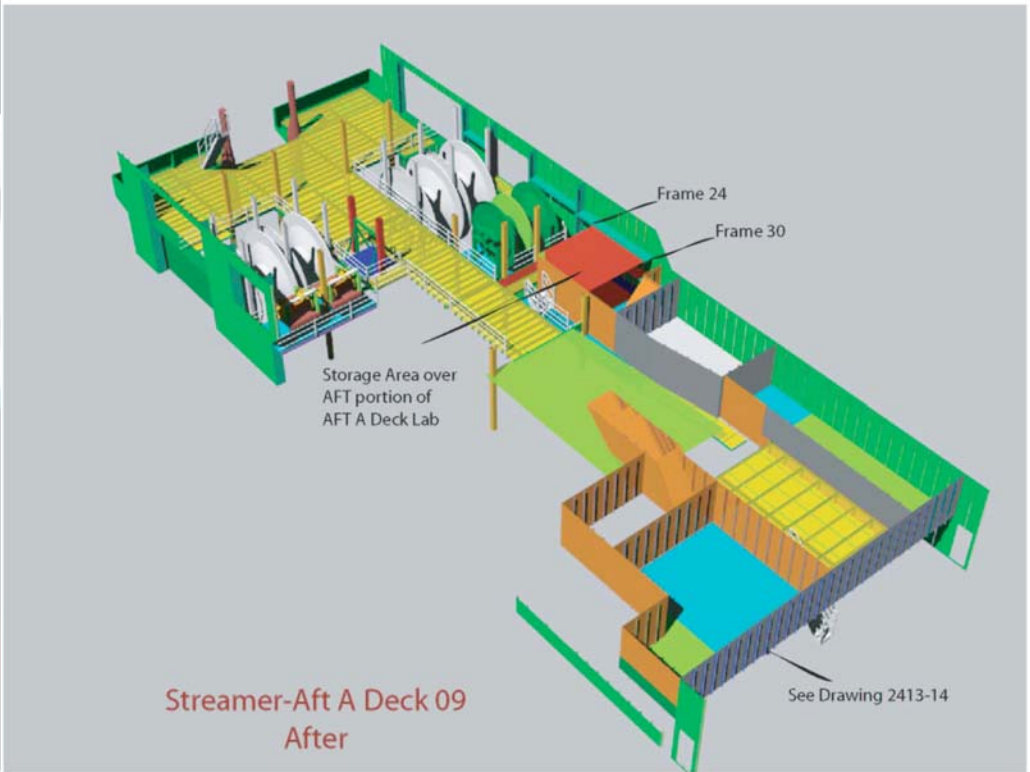 Frame 24
Frame 30
Storage Area over
AFT portion of
AFT A Deck Lab
See Drawing 2413-14
Streamer-Aft A Deck 09
After